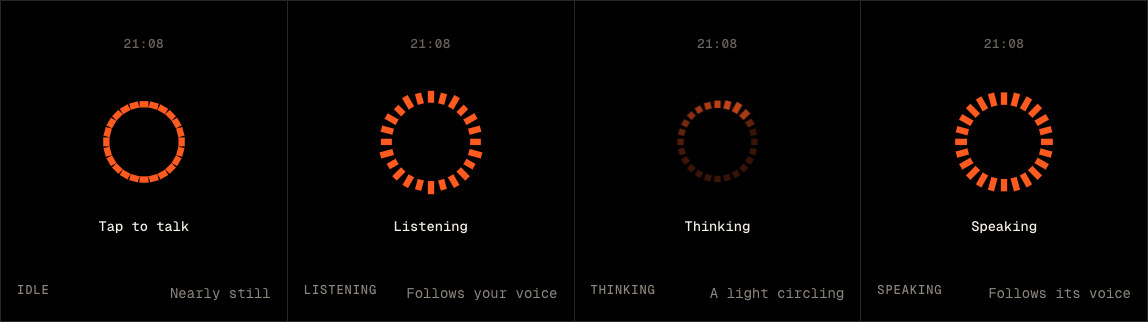 21:08
Tap to talk
IDLE
Nearly still
21:08
Listening
LISTENING
Follows your voice
21:08
Thinking
THINKING
A light circling
21:08
Speaking
SPEAKING
Follows its voice